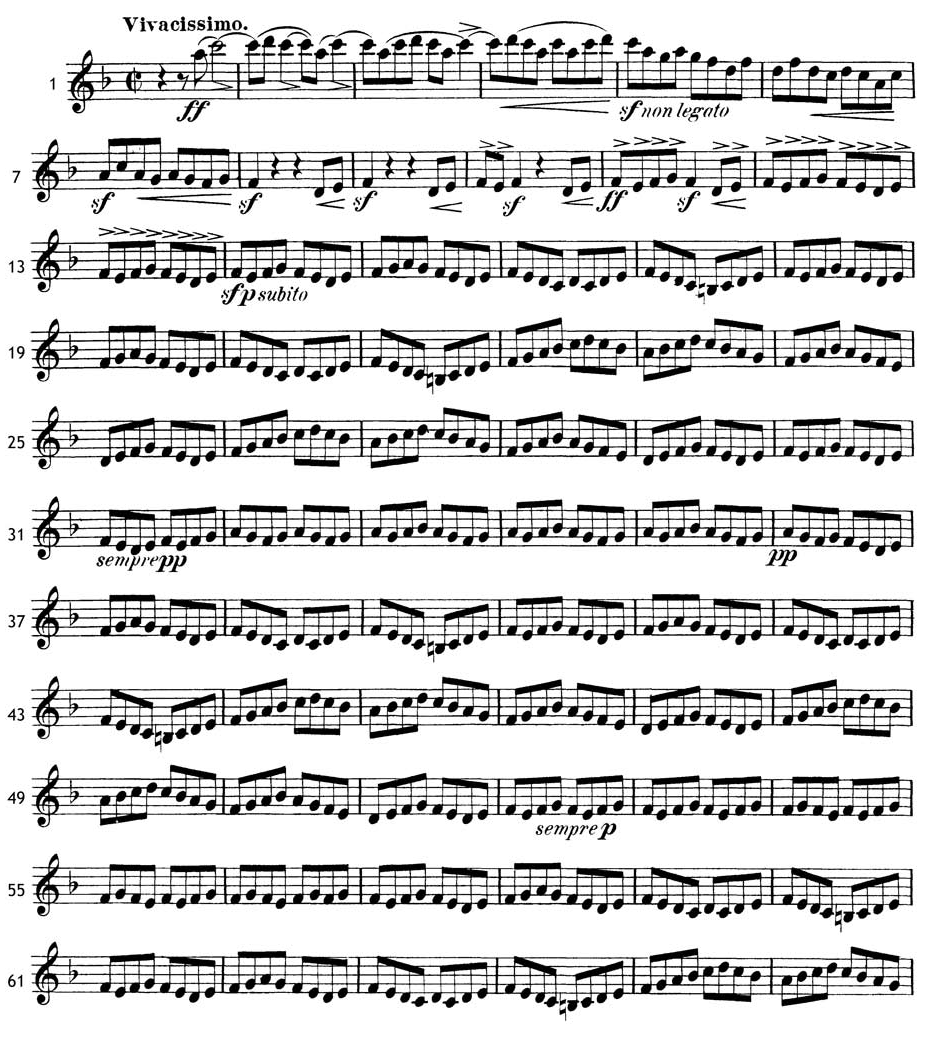 Vivacissimo.
1
ff
sf non legato
7
sf sf sf sf ff sf
13
sfp subito
19
25
31
sempre pp pp
37
43
49
sempre p
55
61